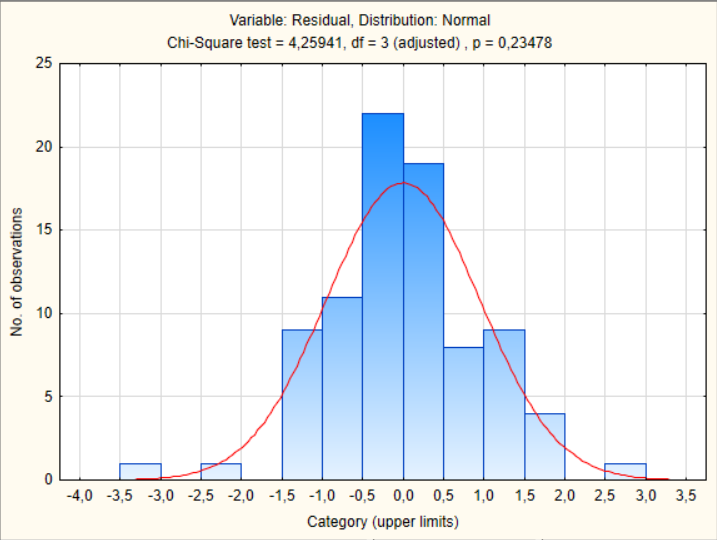 Variable: Residual, Distribution: Normal
Chi-Square test = 4,25941, df = 3 (adjusted) , p = 0,23478
No. of observations
25
20
15
10
5
0
-4,0 -3,5 -3,0 -2,5 -2,0 -1,5 -1,0 -0,5 0,0 0,5 1,0 1,5 2,0 2,5 3,0 3,5
Category (upper limits)